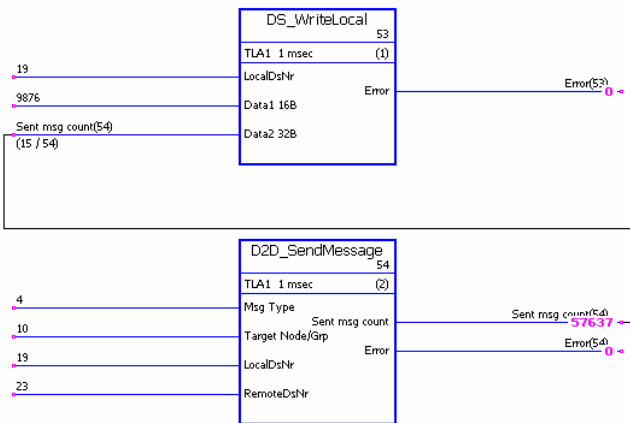 DS_WriteLocal
53
TLA1 1 msec (1)
19
LocalDsNr
Error
Error(53)
0
9876
Data1 16B
Sent msg count(54)
Data2 32B
(15 / 54)
D2D_SendMessage
54
TLA1 1 msec (2)
4
Msg Type
Sent msg count
Sent msg count(54)
57637
10
Target Node/Grp
Error
Error(54)
0
19
LocalDsNr
23
RemoteDsNr